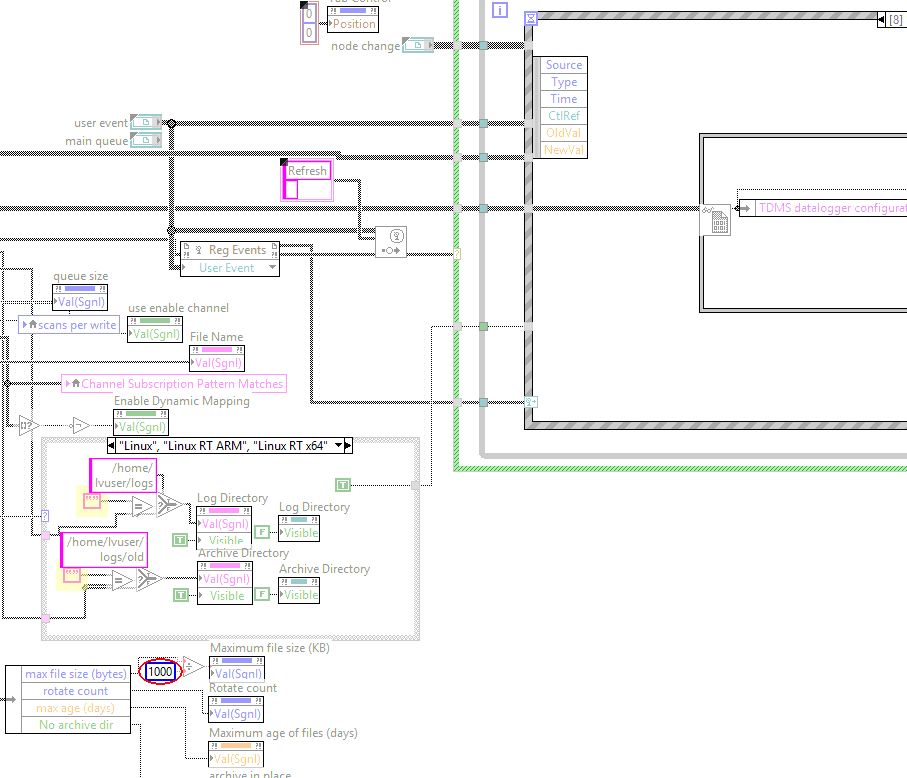 Position
[8]
node change
Source
Type
Time
CtlRef
OldVal
NewVal
user event
main queue
Refresh
TDMS datalogger configurat
Reg Events
User Event
queue size
Val(Sgnl)
scans per write
use enable channel
Val(Sgnl)
File Name
Val(Sgnl)
Channel Subscription Pattern Matches
Enable Dynamic Mapping
Val(Sgnl)
"Linux", "Linux RT ARM", "Linux RT x64"
/home/
lvuser/logs
Log Directory
Val(Sgnl)
Visible
Log Directory
Visible
/home/lvuser/
logs/old
Archive Directory
Val(Sgnl)
Visible
Archive Directory
Visible
Maximum file size (KB)
max file size (bytes)
1000
Val(Sgnl)
rotate count
Rotate count
Val(Sgnl)
max age (days)
No archive dir
Maximum age of files (days)
Val(Sgnl)
archive in place